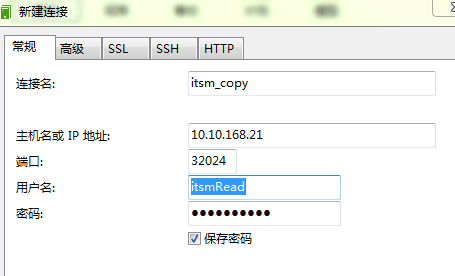 新建连接
常规 高级 SSL SSH HTTP
连接名: itsm_copy
主机名或 IP 地址: 10.10.168.21
端口: 32024
用户名: itsmRead
密码: ●●●●●●●●●●
保存密码